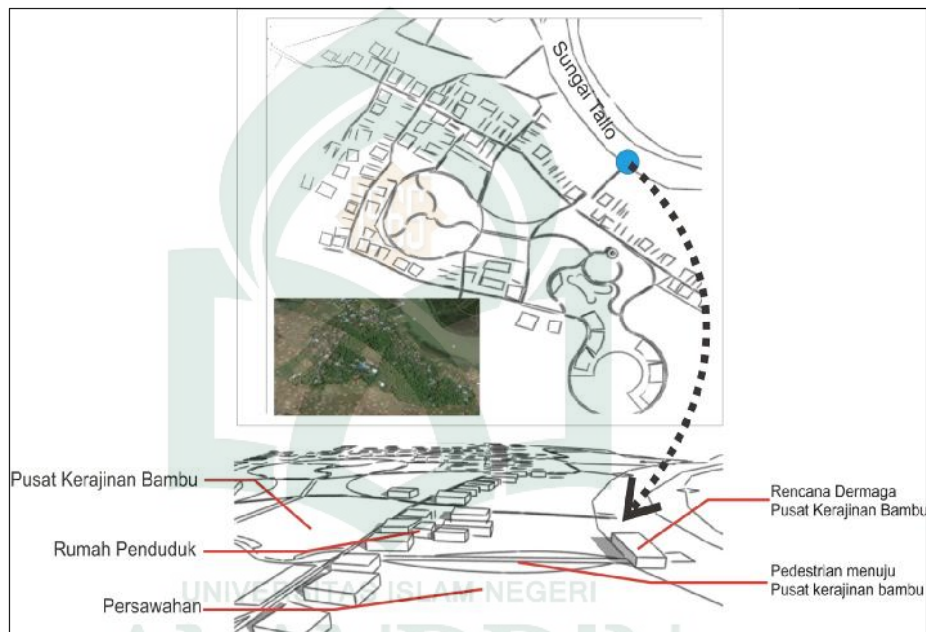 Sungai Tallo
Pusat Kerajinan Bambu
Rumah Penduduk
Persawahan
Rencana Dermaga
Pusat Kerajinan Bambu
Pedestrian menuju
Pusat kerajinan bambu
UNIVERSITAS ISLAM NEGERI